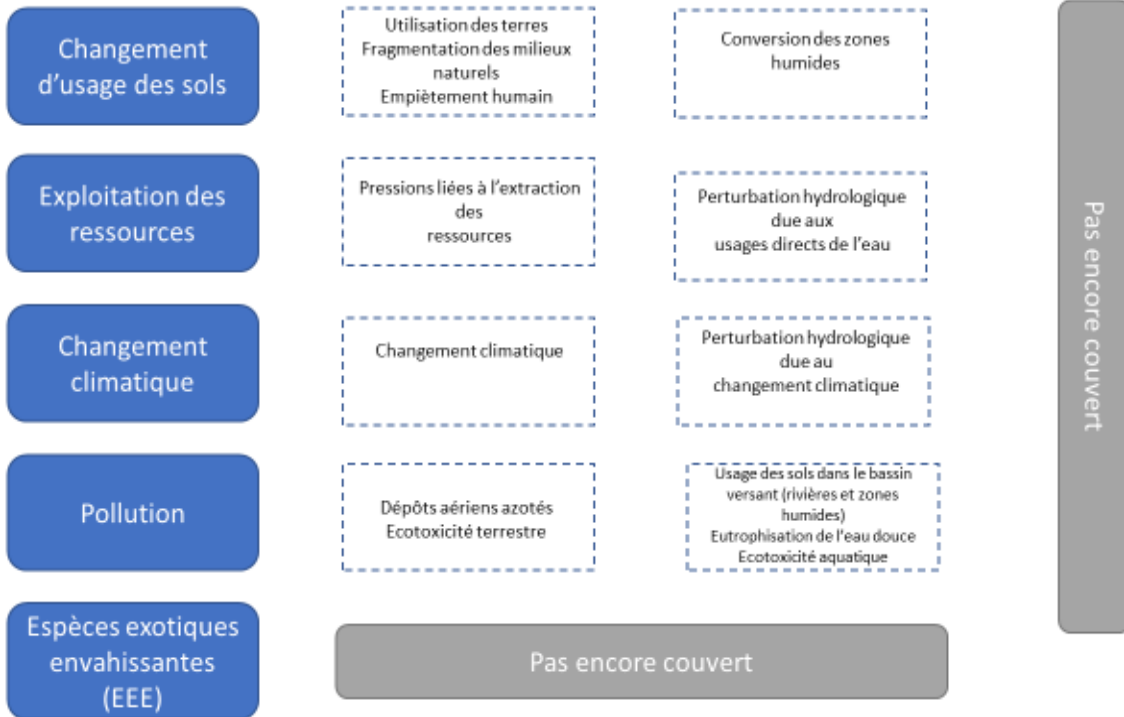 Changement
d'usage des sols
Utilisation des terres
Fragmentation des milieux
naturels
Empiètement humain
Conversion des zones
humides
Exploitation des
ressources
Pressions liées à l'extraction
des
ressources
Perturbation hydrologique
due aux
usages directs de l'eau
Changement
climatique
Changement climatique
Perturbation hydrologique
due au
changement climatique
Pollution
Dépôts aériens azotés
Ecotoxicité terrestre
Usage des sols dans le bassin
versant (rivières et zones
humides)
Eutrophisation de l'eau douce
Ecotoxicité aquatique
Espèces exotiques
envahissantes
(EEE)
Pas encore couvert
Pas encore couvert